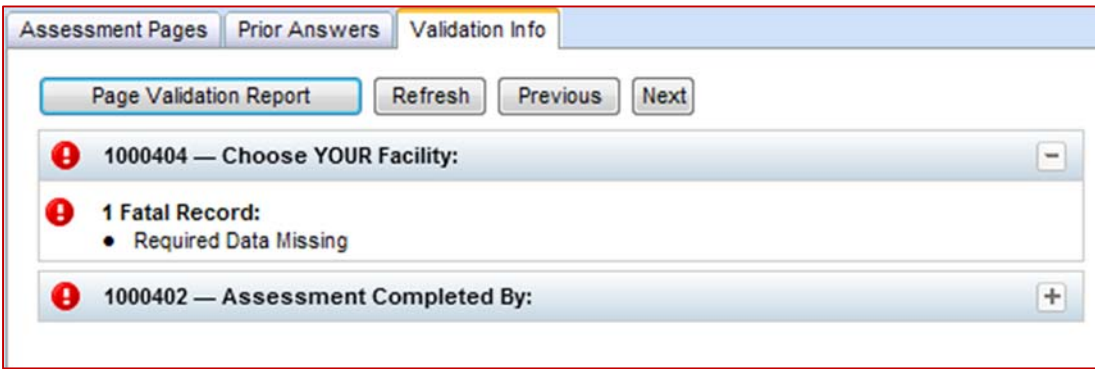 Assessment Pages Prior Answers Validation Info
Page Validation Report Refresh Previous Next
1000404 — Choose YOUR Facility:
1 Fatal Record:
• Required Data Missing
1000402 — Assessment Completed By: